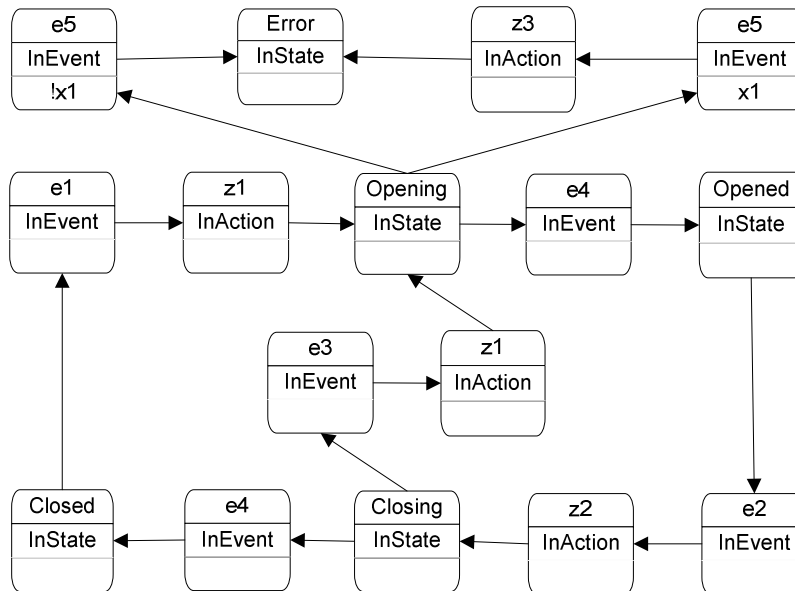 e5
InEvent
!x1
Error
InState
z3
InAction
e5
InEvent
x1
e1
InEvent
z1
InAction
Opening
InState
e4
InEvent
Opened
InState
e3
InEvent
z1
InAction
Closed
InState
e4
InEvent
Closing
InState
z2
InAction
e2
InEvent